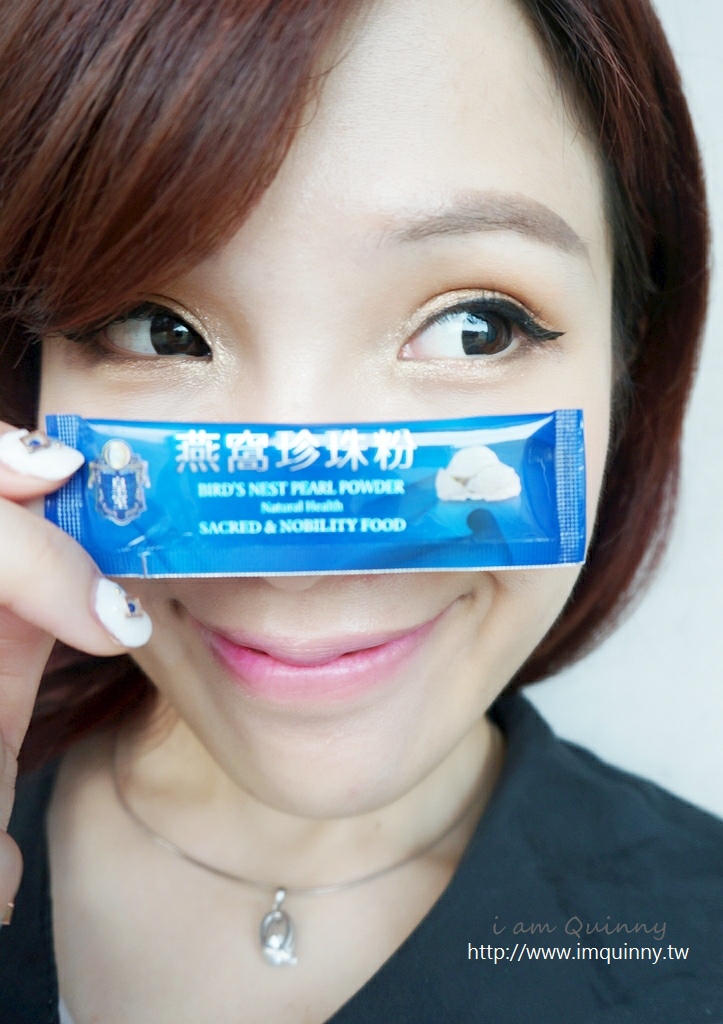 燕窩珍珠粉
BIRD'S NEST PEARL POWDER
Natural Health
SACRED & NOBILITY FOOD
i am Quinny
http://www.imquinny.tw